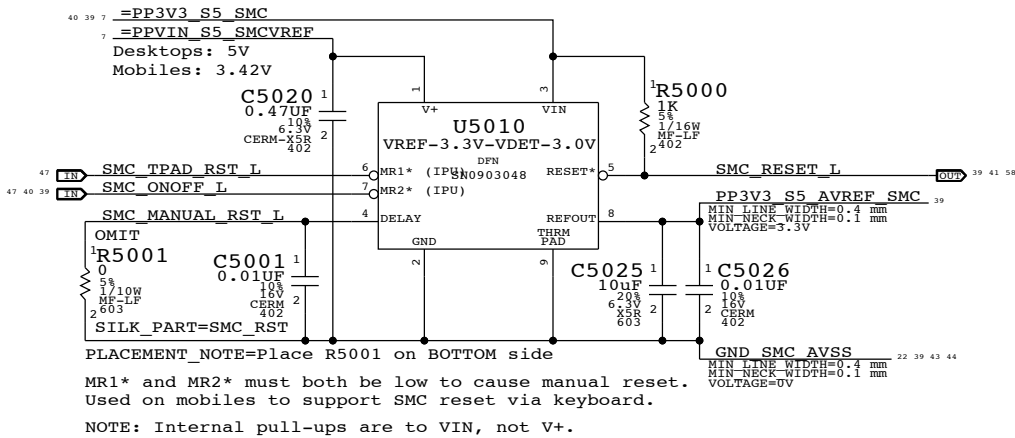 40 39 7 =PP3V3_S5_SMC
7 =PPVIN_S5_SMCVREF
Desktops: 5V
Mobiles: 3.42V
C5020
0.47UF
10%
6.3V
CERM-X5R
402
1
2
1
V+
3
VIN
U5010
VREF-3.3V-VDET-3.0V
DFN
SN0903048
R5000
1K
5%
1/16W
MF-LF
402
1
2
47 IN SMC_TPAD_RST_L 6 MR1* (IPU) RESET* 5 SMC_RESET_L OUT 39 41 58
47 40 39 IN SMC_ONOFF_L 7 MR2* (IPU)
SMC_MANUAL_RST_L 4 DELAY REFOUT 8
PP3V3_S5_AVREF_SMC 39
MIN_LINE_WIDTH=0.4 mm
MIN_NECK_WIDTH=0.1 mm
VOLTAGE=3.3V
GND
2
THRM
PAD
9
OMIT
R5001
0
5%
1/10W
MF-LF
603
1
2
SILK_PART=SMC_RST
C5001
0.01UF
10%
16V
CERM
402
1
2
C5025
10uF
20%
6.3V
X5R
603
1
2
C5026
0.01UF
10%
16V
CERM
402
1
2
PLACEMENT_NOTE=Place R5001 on BOTTOM side
GND_SMC_AVSS 22 39 43 44
MIN_LINE_WIDTH=0.4 mm
MIN_NECK_WIDTH=0.1 mm
VOLTAGE=0V
MR1* and MR2* must both be low to cause manual reset.
Used on mobiles to support SMC reset via keyboard.
NOTE: Internal pull-ups are to VIN, not V+.